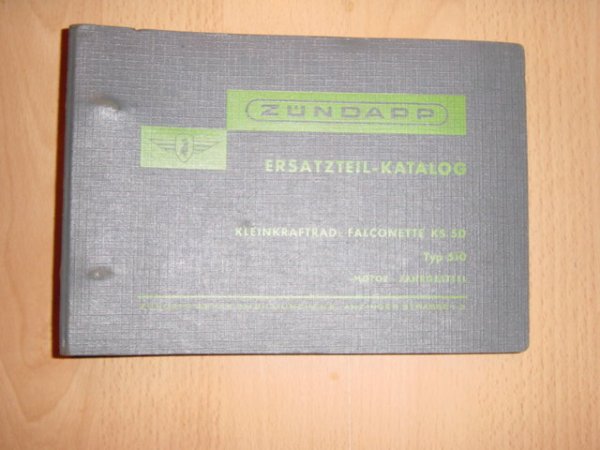 ZÜNDAPP
ERSATZTEIL-KATALOG
KLEINKRAFTRAD: FALCONETTE KS 50
Typ 510
MOTOR - FAHRGESTELL